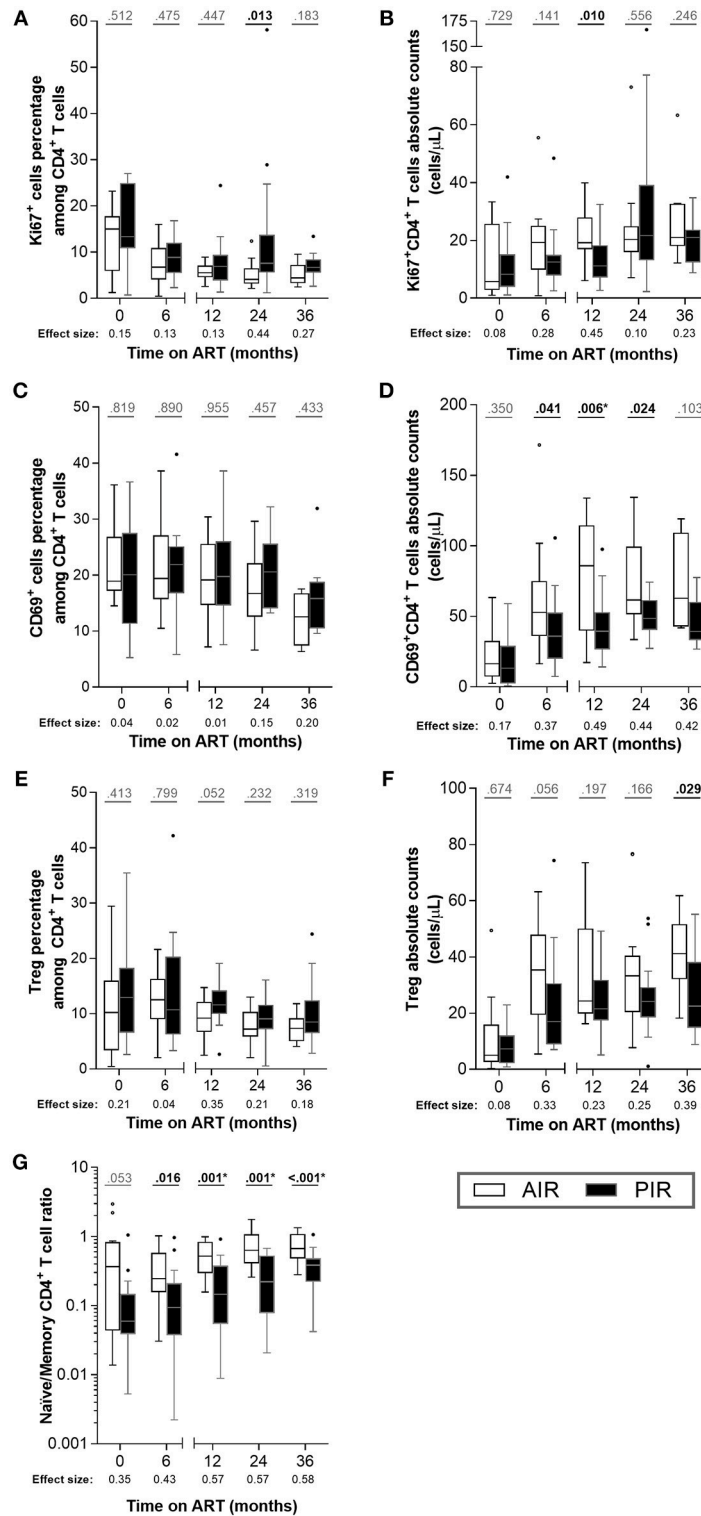 A
.512 .475 .447 .013 .183
60
50
40
30
20
10
0
Ki67+ cells percentage
among CD4+ T cells
0 6 12 24 36
Effect size: 0.15 0.13 0.13 0.44 0.27
Time on ART (months)
B
.729 .141 .010 .556 .246
175
150
80
60
40
20
0
Ki67+CD4+ T cells absolute counts
(cells/μL)
0 6 12 24 36
Effect size: 0.08 0.28 0.45 0.10 0.23
Time on ART (months)
C
.819 .890 .955 .457 .433
50
40
30
20
10
0
CD69+ cells percentage
among CD4+ T cells
0 6 12 24 36
Effect size: 0.04 0.02 0.01 0.15 0.20
Time on ART (months)
D
.350 .041 .006* .024 .103
200
150
100
50
0
CD69+CD4+ T cells absolute counts
(cells/μL)
0 6 12 24 36
Effect size: 0.17 0.37 0.49 0.44 0.42
Time on ART (months)
E
.413 .799 .052 .232 .319
50
40
30
20
10
0
Treg percentage
among CD4+ T cells
0 6 12 24 36
Effect size: 0.21 0.04 0.35 0.21 0.18
Time on ART (months)
F
.674 .056 .197 .166 .029
100
80
60
40
20
0
Treg absolute counts
(cells/μL)
0 6 12 24 36
Effect size: 0.08 0.33 0.23 0.25 0.39
Time on ART (months)
G
.053 .016 .001* .001* <.001*
10
1
0.1
0.01
0.001
Naïve/Memory CD4+ T cell ratio
0 6 12 24 36
Effect size: 0.35 0.43 0.57 0.57 0.58
Time on ART (months)
AIR PIR